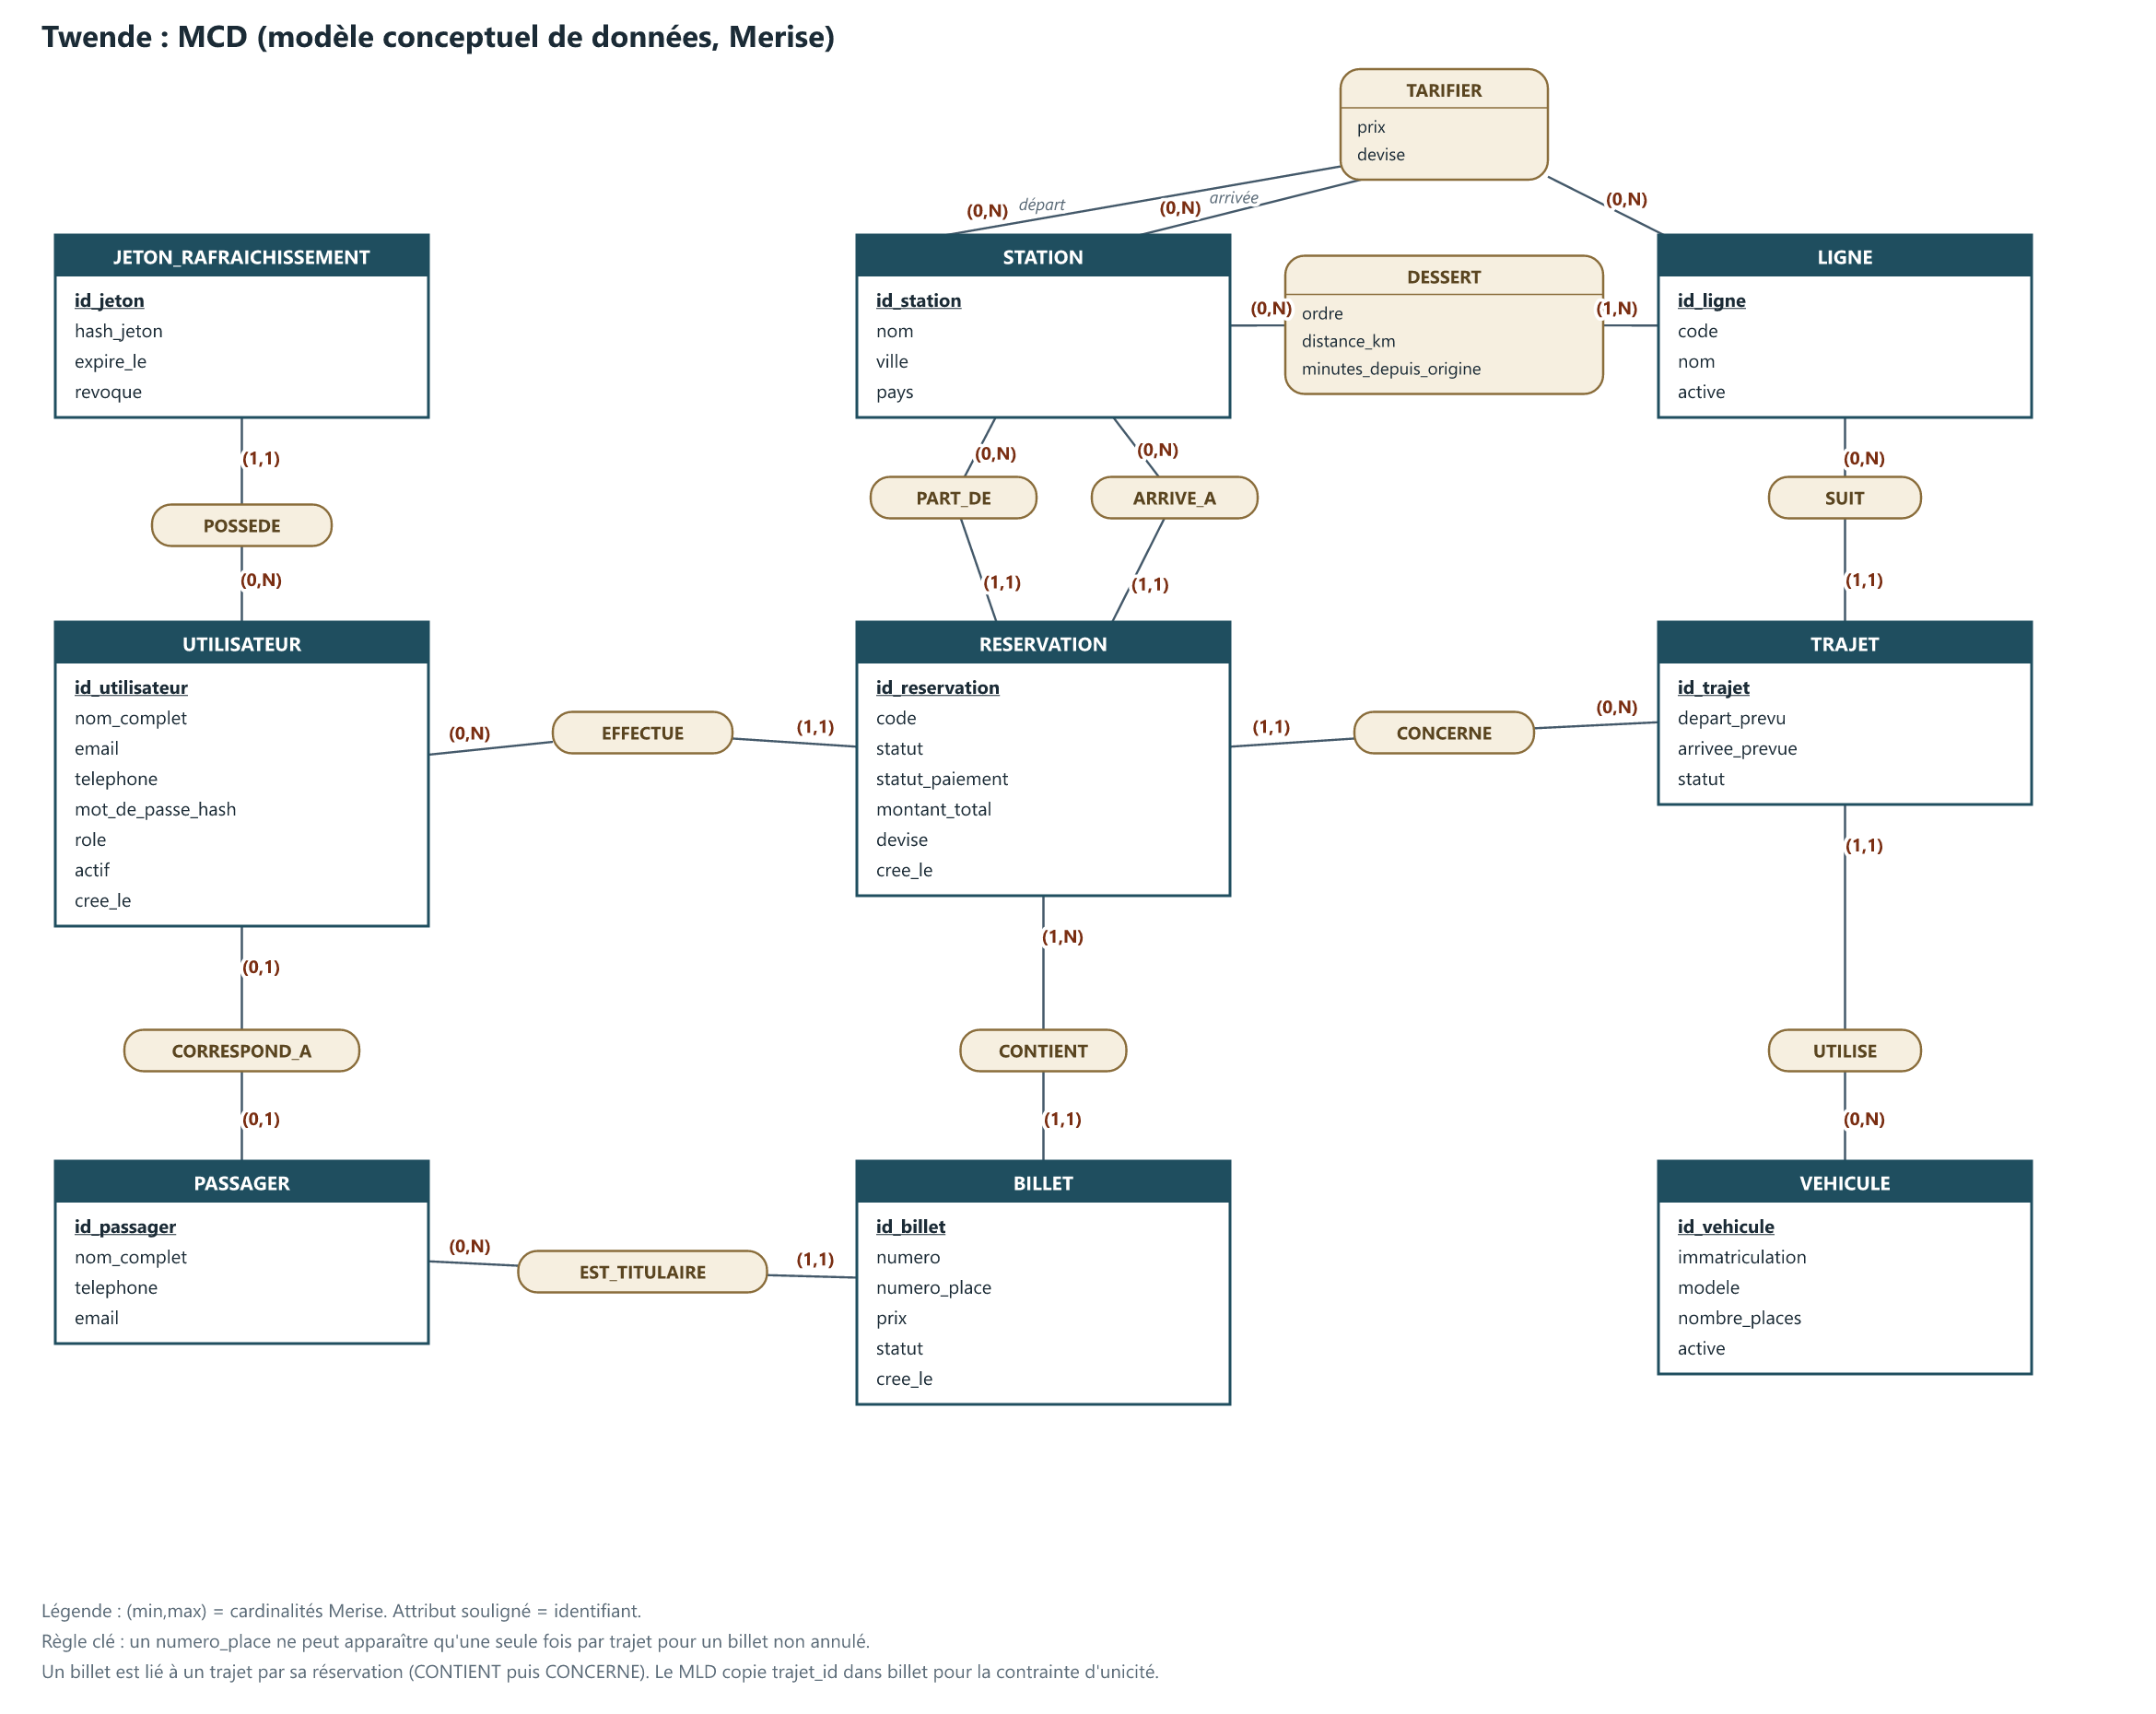 Twende : MCD (modèle conceptuel de données, Merise)
TARIFIER
prix
devise
(0,N) départ
(0,N) arrivée
(0,N)
JETON_RAFRAICHISSEMENT
id_jeton
hash_jeton
expire_le
revoque
STATION
id_station
nom
ville
pays
(0,N)
DESSERT
ordre
distance_km
minutes_depuis_origine
(1,N)
LIGNE
id_ligne
code
nom
active
(1,1)
POSSEDE
(0,N)
(0,N)
PART_DE
(1,1)
(0,N)
ARRIVE_A
(1,1)
(0,N)
SUIT
(1,1)
UTILISATEUR
id_utilisateur
nom_complet
email
telephone
mot_de_passe_hash
role
actif
cree_le
(0,N)
EFFECTUE
(1,1)
RESERVATION
id_reservation
code
statut
statut_paiement
montant_total
devise
cree_le
(1,1)
CONCERNE
(0,N)
TRAJET
id_trajet
depart_prevu
arrivee_prevue
statut
(0,1)
CORRESPOND_A
(0,1)
(1,N)
CONTIENT
(1,1)
(1,1)
UTILISE
(0,N)
PASSAGER
id_passager
nom_complet
telephone
email
(0,N)
EST_TITULAIRE
(1,1)
BILLET
id_billet
numero
numero_place
prix
statut
cree_le
VEHICULE
id_vehicule
immatriculation
modele
nombre_places
active
Légende : (min,max) = cardinalités Merise. Attribut souligné = identifiant.
Règle clé : un numero_place ne peut apparaître qu'une seule fois par trajet pour un billet non annulé.
Un billet est lié à un trajet par sa réservation (CONTIENT puis CONCERNE). Le MLD copie trajet_id dans billet pour la contrainte d'unicité.